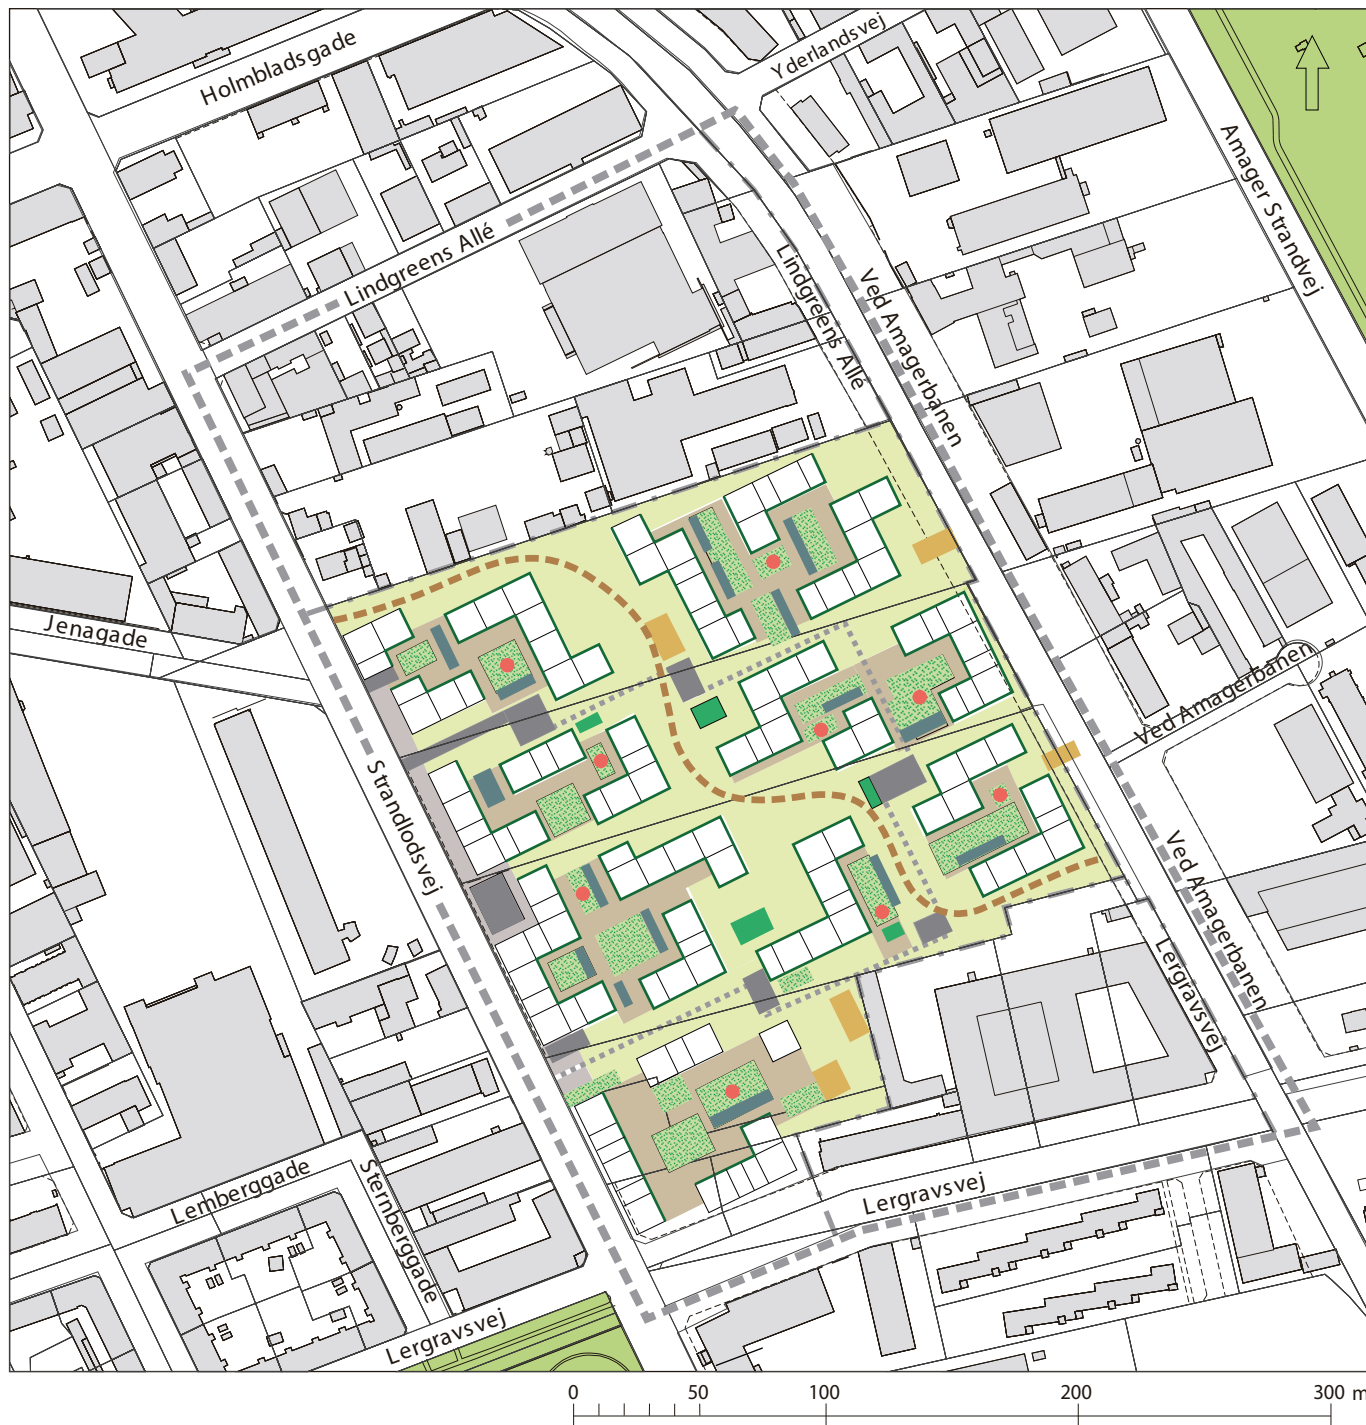 Holmbladsgade
Yderlandsvej
Amager Strandvej
Lindgreens Allé
Lindgreens Allé
Ved Amagerbanen
Jenagade
Ved Amagerbanen
Strandlodsvej
Ved Amagerbanen
Lergravsvej
Lemberggade
Sternberggade
Lergravsvej
Lergravsvej
0 50 100 200 300 m